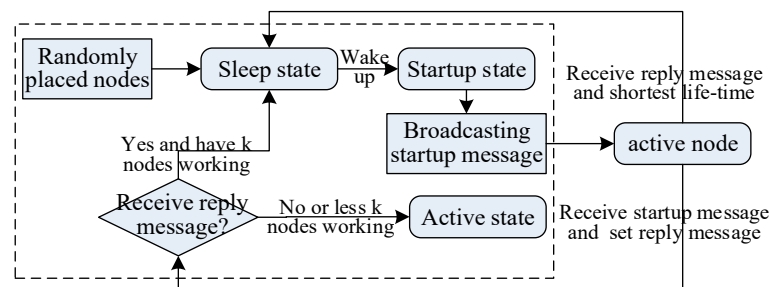 Randomly
placed nodes
Sleep state
Wake
up
Startup state
Receive reply message
and shortest life-time
Broadcasting
startup message
active node
Yes and have k
nodes working
Receive reply
message?
No or less k
nodes working
Active state
Receive startup message
and set reply message